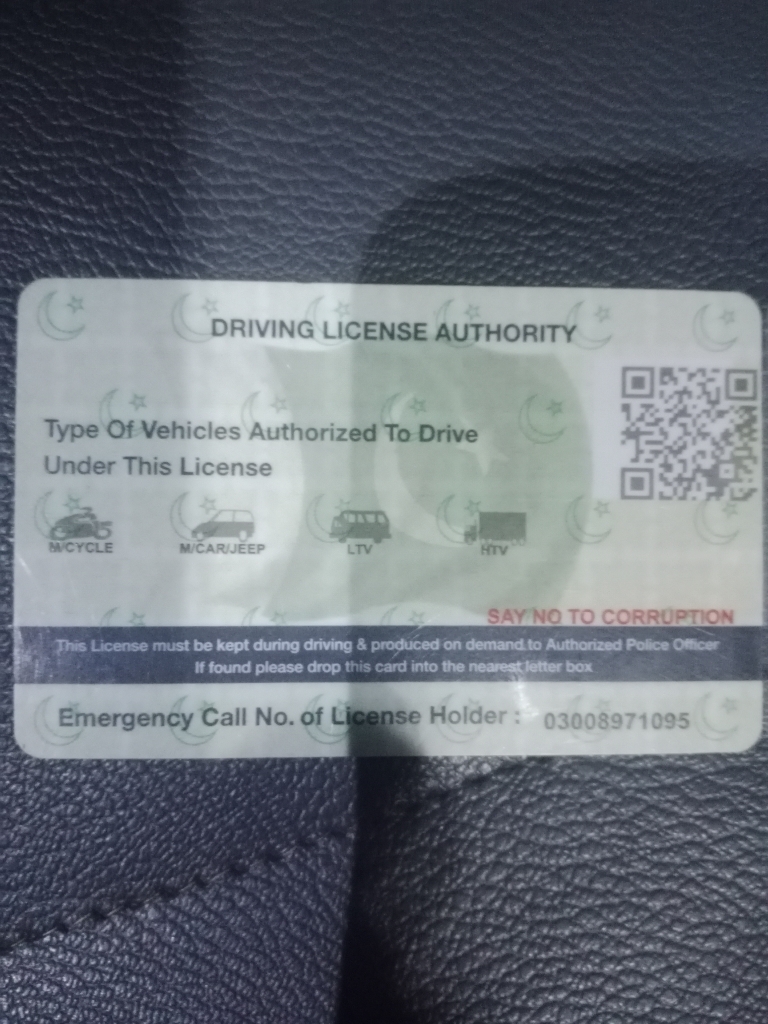 DRIVING LICENSE AUTHORITY
Type Of Vehicles Authorized To Drive
Under This License
M/CYCLE M/CAR/JEEP LTV HTV
SAY NO TO CORRUPTION
This License must be kept during driving & produced on demand to Authorized Police Officer
If found please drop this card into the nearest letter box
Emergency Call No. of License Holder : 03008971095